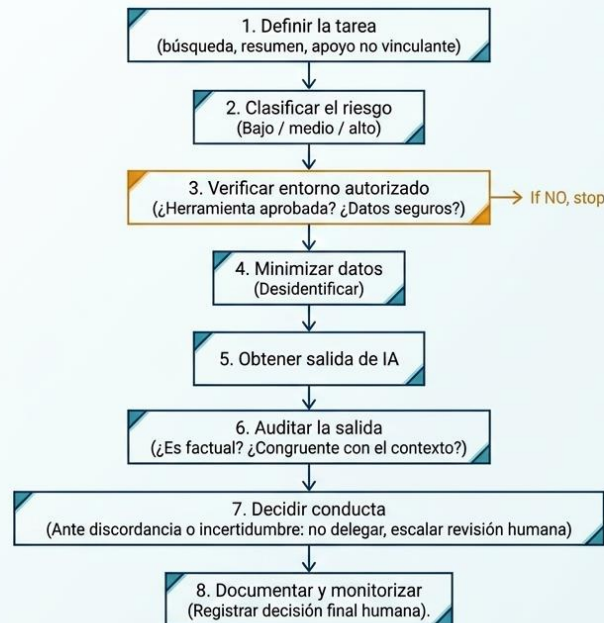 1. Definir la tarea
(búsqueda, resumen, apoyo no vinculante)
2. Clasificar el riesgo
(Bajo / medio / alto)
3. Verificar entorno autorizado
(¿Herramienta aprobada? ¿Datos seguros?)
If NO, stop
4. Minimizar datos
(Desidentificar)
5. Obtener salida de IA
6. Auditar la salida
(¿Es factual? ¿Congruente con el contexto?)
7. Decidir conducta
(Ante discordancia o incertidumbre: no delegar, escalar revisión humana)
8. Documentar y monitorizar
(Registrar decisión final humana).